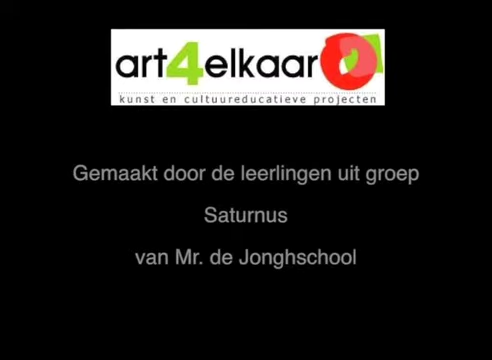 art4elkaar
kunst en cultuureducatieve projecten
Gemaakt door de leerlingen uit groep
Saturnus
van Mr. de Jonghschool